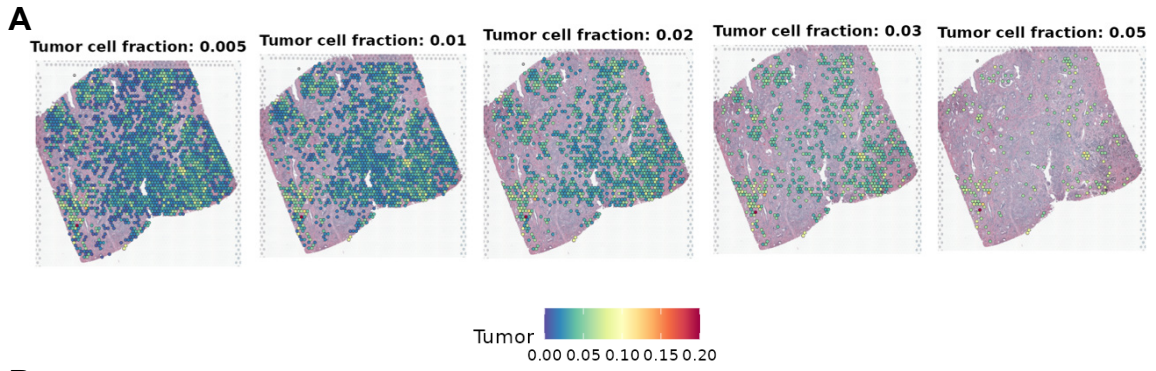 A
Tumor cell fraction: 0.005
Tumor cell fraction: 0.01
Tumor cell fraction: 0.02
Tumor cell fraction: 0.03
Tumor cell fraction: 0.05
Tumor
0.00 0.05 0.10 0.15 0.20